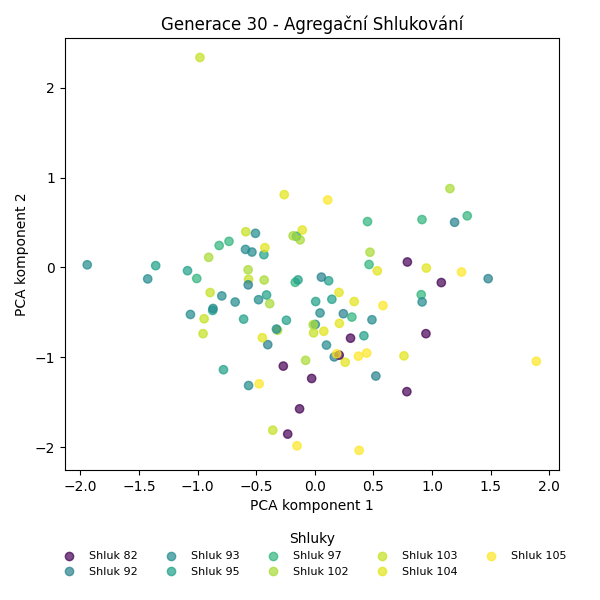 Generace 30 - Agregační Shlukování
PCA komponent 2
2
1
0
−1
−2
−2.0 −1.5 −1.0 −0.5 0.0 0.5 1.0 1.5 2.0
PCA komponent 1
Shluky
Shluk 82 Shluk 93 Shluk 97 Shluk 103 Shluk 105
Shluk 92 Shluk 95 Shluk 102 Shluk 104